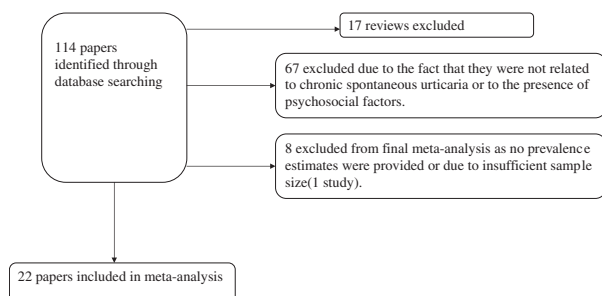 114 papers
identified through
database searching
17 reviews excluded
67 excluded due to the fact that they were not related
to chronic spontaneous urticaria or to the presence of
psychosocial factors.
8 excluded from final meta-analysis as no prevalence
estimates were provided or due to insufficient sample
size(1 study).
22 papers included in meta-analysis